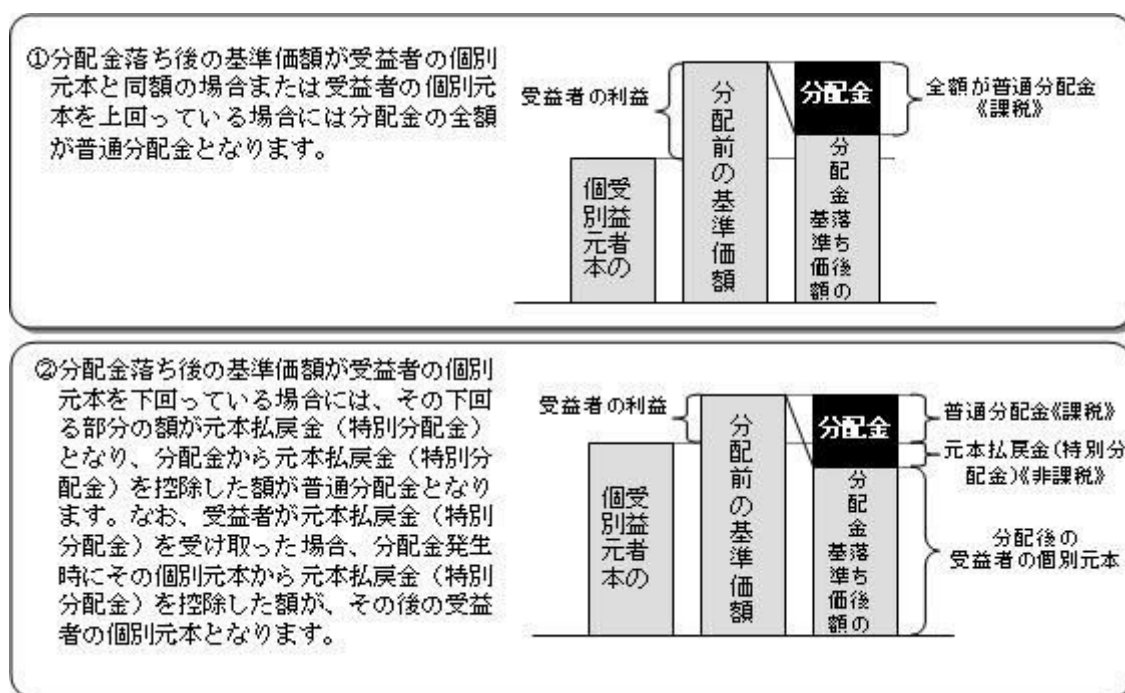 ①分配金落ち後の基準価額が受益者の個別
元本と同額の場合または受益者の個別元
本を上回っている場合には分配金の全額
が普通分配金となります。
受益者の利益
受益者の
個別元本
分配前の基準価額
分配金
分配金落ち後の
基準価額
全額が普通分配金
《課税》
②分配金落ち後の基準価額が受益者の個別
元本を下回っている場合には、その下回
る部分の額が元本払戻金（特別分配金）
となり、分配金から元本払戻金（特別分
配金）を控除した額が普通分配金となり
ます。なお、受益者が元本払戻金（特別
分配金）を受け取った場合、分配金発生
時にその個別元本から元本払戻金（特別
分配金）を控除した額が、その後の受益
者の個別元本となります。
受益者の利益
受益者の
個別元本
分配前の基準価額
分配金
分配金落ち後の
基準価額
普通分配金《課税》
元本払戻金（特別分
配金）《非課税》
分配後の
受益者の個別元本